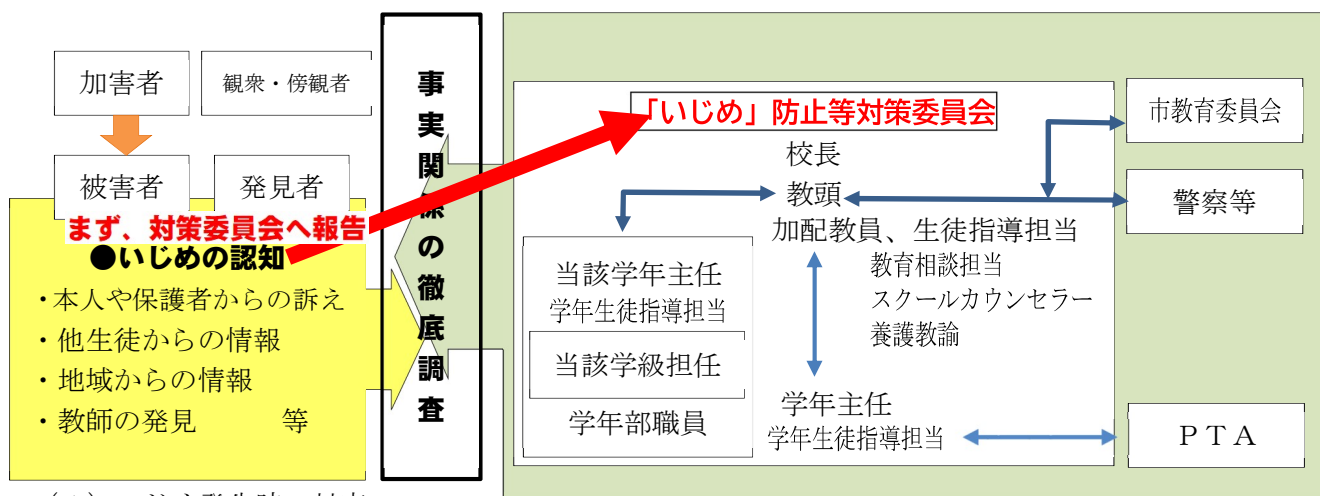 加害者
観衆・傍観者
被害者
発見者
まず、対策委員会へ報告
●いじめの認知
・本人や保護者からの訴え
・他生徒からの情報
・地域からの情報
・教師の発見　　　等
事実関係の徹底調査
「いじめ」防止等対策委員会
校長
教頭
加配教員、生徒指導担当
教育相談担当
スクールカウンセラー
養護教諭
当該学年主任
学年生徒指導担当
当該学級担任
学年部職員
学年主任
学年生徒指導担当
市教育委員会
警察等
ＰＴＡ